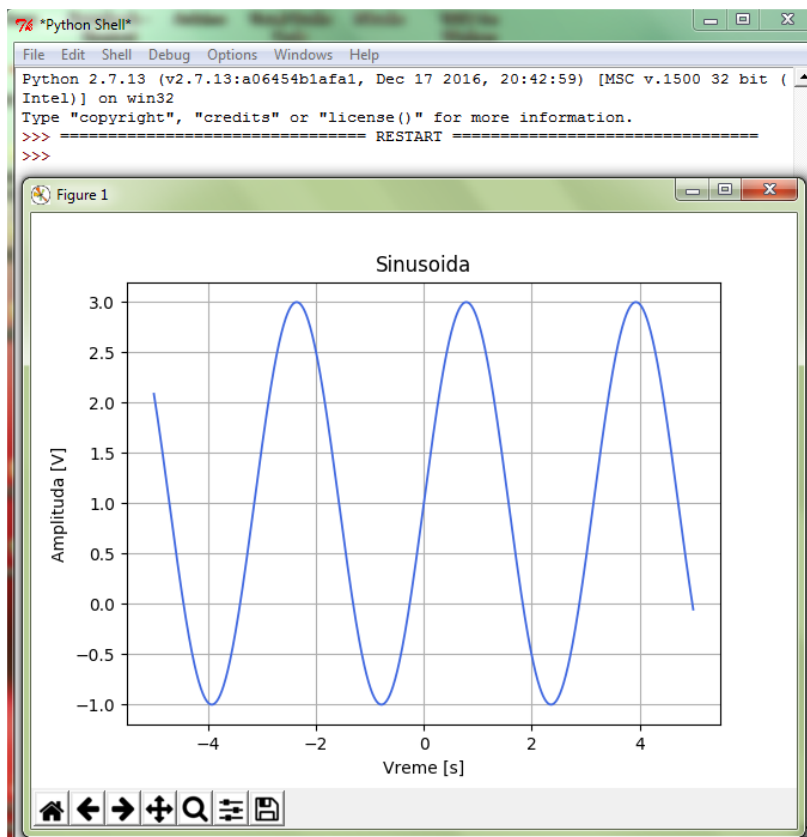 *Python Shell*
File Edit Shell Debug Options Windows Help
Python 2.7.13 (v2.7.13:a06454b1afa1, Dec 17 2016, 20:42:59) [MSC v.1500 32 bit (
Intel)] on win32
Type "copyright", "credits" or "license()" for more information.
>>> ================================ RESTART ================================
>>>
Figure 1
Sinusoida
3.0
2.5
2.0
1.5
1.0
0.5
0.0
−0.5
−1.0
Amplituda [V]
−4 −2 0 2 4
Vreme [s]